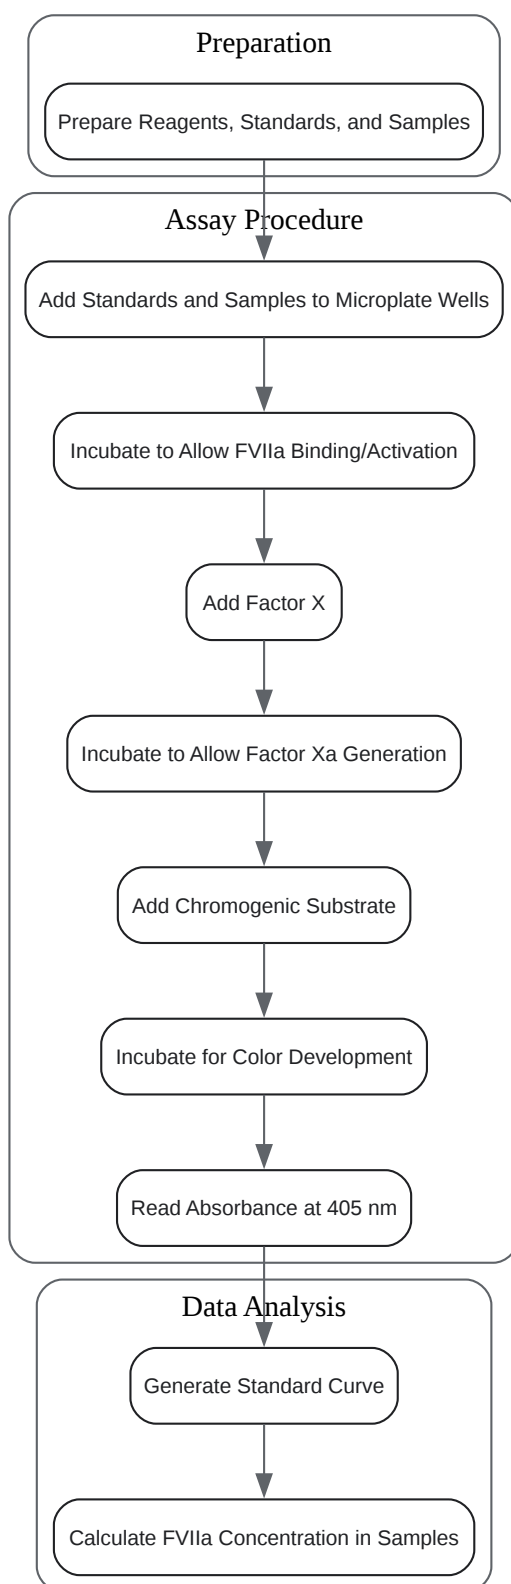 Preparation
Prepare Reagents, Standards, and Samples
Assay Procedure
Add Standards and Samples to Microplate Wells
Incubate to Allow FVIIa Binding/Activation
Add Factor X
Incubate to Allow Factor Xa Generation
Add Chromogenic Substrate
Incubate for Color Development
Read Absorbance at 405 nm
Data Analysis
Generate Standard Curve
Calculate FVIIa Concentration in Samples